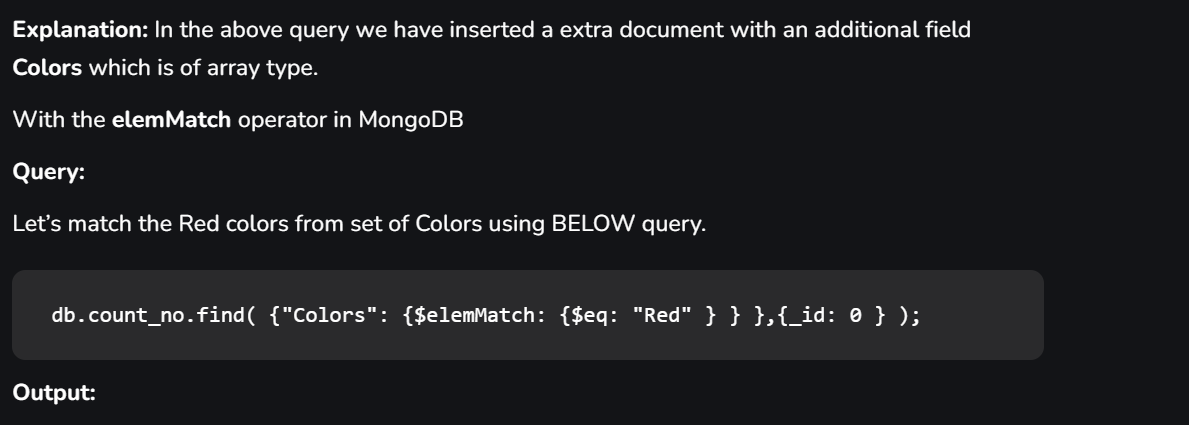 Explanation: In the above query we have inserted a extra document with an additional field
Colors which is of array type.
With the elemMatch operator in MongoDB
Query:
Let’s match the Red colors from set of Colors using BELOW query.
db.count_no.find( {"Colors": {$elemMatch: {$eq: "Red" } } },{_id: 0 } );
Output: